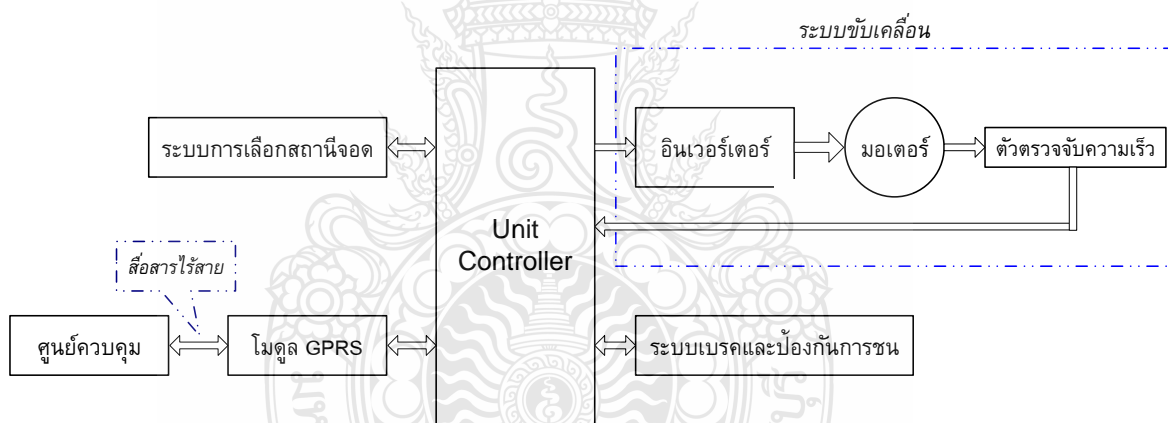 ระบบขับเคลื่อน
ระบบการเลือกสถานีจอด
อินเวอร์เตอร์
มอเตอร์
ตัวตรวจจับความเร็ว
Unit
Controller
สื่อสารไร้สาย
ศูนย์ควบคุม
โมดูล GPRS
ระบบเบรคและป้องกันการชน